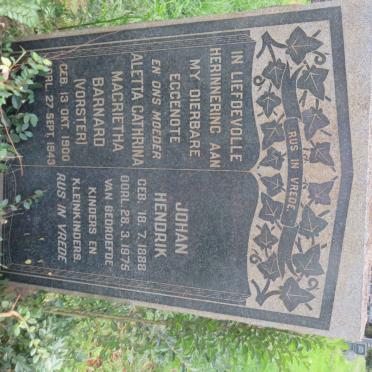 RUS IN VREDE
IN LIEFDEVOLLE
HERINNERING AAN
MY DIERBARE
EGGENOTE
EN ONS MOEDER
ALETTA CATHRINA
MAGRIETHA
BARNARD
(VORSTER)
GEB. 13 OKT. 1900
OORL. 27 SEPT. 1943
JOHAN
HENDRIK
GEB. 16. 7. 1888
OORL. 28. 3. 1975
VAN BEDROEFDE
KINDERS EN
KLEINKINDERS.
RUS IN VREDE